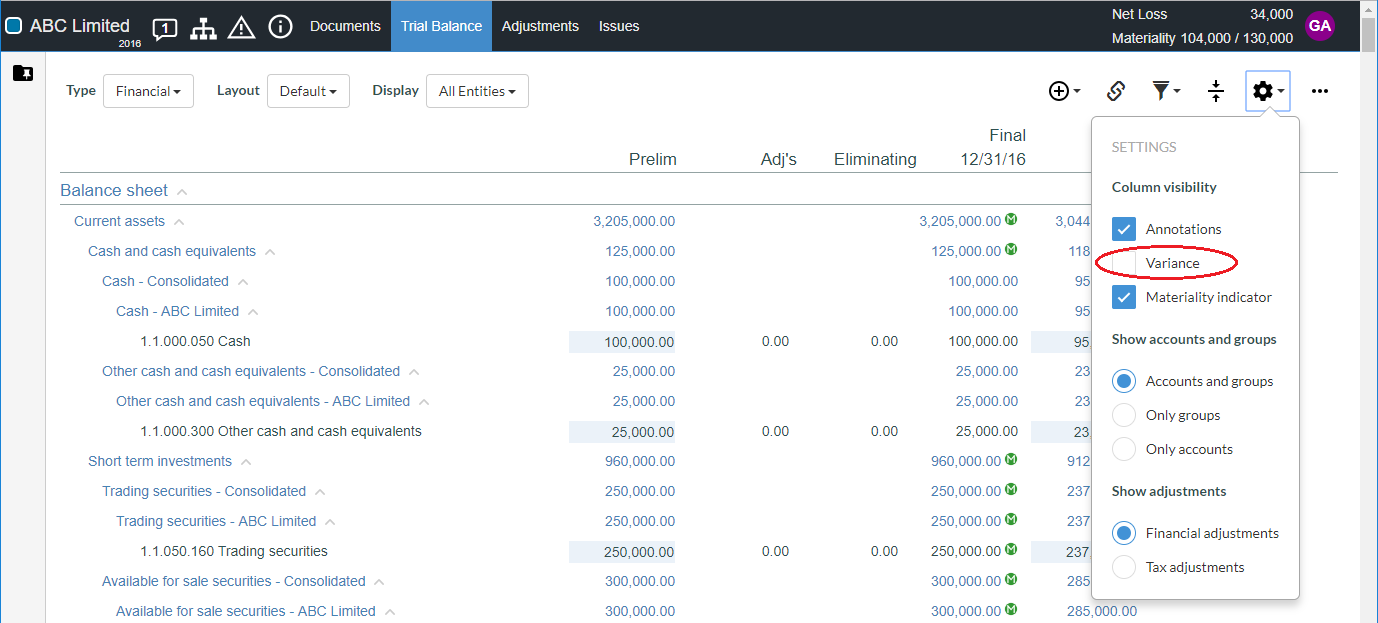 ABC Limited
2016
1
Documents
Trial Balance
Adjustments
Issues
Net Loss 34,000
Materiality 104,000 / 130,000
GA
Type Financial Layout Default Display All Entities
Final
Prelim Adj's Eliminating 12/31/16
Balance sheet
Current assets 3,205,000.00 3,205,000.00 M 3,044
Cash and cash equivalents 125,000.00 125,000.00 M 118
Cash - Consolidated 100,000.00 100,000.00 95
Cash - ABC Limited 100,000.00 100,000.00 95
1.1.000.050 Cash 100,000.00 0.00 0.00 100,000.00 95
Other cash and cash equivalents - Consolidated 25,000.00 25,000.00 23
Other cash and cash equivalents - ABC Limited 25,000.00 25,000.00 23
1.1.000.300 Other cash and cash equivalents 25,000.00 0.00 0.00 25,000.00 23
Short term investments 960,000.00 960,000.00 M 912
Trading securities - Consolidated 250,000.00 250,000.00 M 237
Trading securities - ABC Limited 250,000.00 250,000.00 M 237
1.1.050.160 Trading securities 250,000.00 0.00 0.00 250,000.00 M 237
Available for sale securities - Consolidated 300,000.00 300,000.00 M 285
Available for sale securities - ABC Limited 300,000.00 300,000.00 M 285,000.00
SETTINGS
Column visibility
Annotations
Variance
Materiality indicator
Show accounts and groups
Accounts and groups
Only groups
Only accounts
Show adjustments
Financial adjustments
Tax adjustments